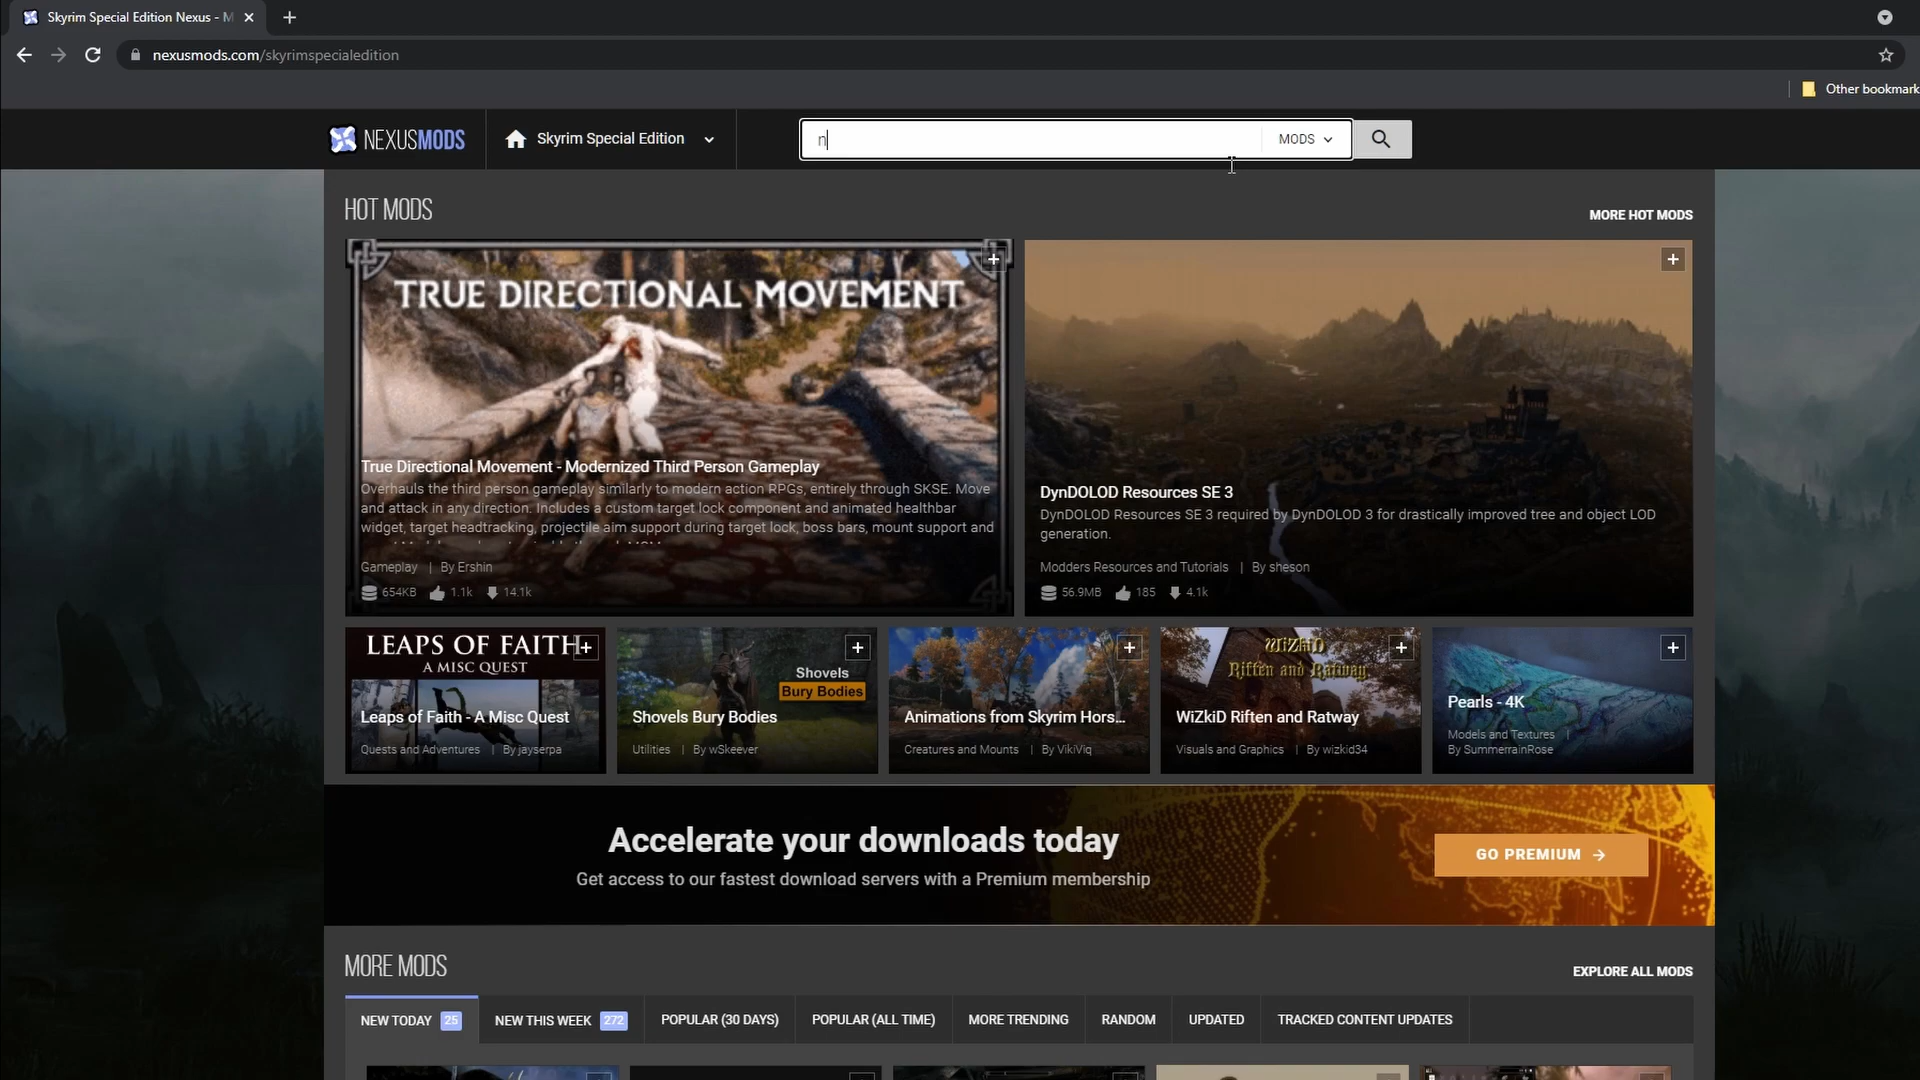 Skyrim Special Edition Nexus - M
nexusmods.com/skyrimspecialedition
Other bookmark
NEXUSMODS
Skyrim Special Edition
n
MODS
HOT MODS
MORE HOT MODS
TRUE DIRECTIONAL MOVEMENT
True Directional Movement - Modernized Third Person Gameplay
Overhauls the third person gameplay similarly to modern action RPGs, entirely through SKSE. Move
and attack in any direction. Includes a custom target lock component and animated healthbar
widget, target headtracking, projectile aim support during target lock, boss bars, mount support and
Gameplay | By Ershin
654KB 1.1k 14.1k
DynDOLOD Resources SE 3
DynDOLOD Resources SE 3 required by DynDOLOD 3 for drastically improved tree and object LOD
generation.
Modders Resources and Tutorials | By sheson
56.9MB 185 4.1k
LEAPS OF FAITH
A MISC QUEST
Leaps of Faith - A Misc Quest
Quests and Adventures | By jayserpa
Shovels
Bury Bodies
Shovels Bury Bodies
Utilities | By wSkeever
Animations from Skyrim Hors...
Creatures and Mounts | By VikiViq
WiZkiD
Riften and Ratway
WiZkiD Riften and Ratway
Visuals and Graphics | By wizkid34
Pearls - 4K
Models and Textures |
By SummerrainRose
Accelerate your downloads today
Get access to our fastest download servers with a Premium membership
GO PREMIUM
MORE MODS
EXPLORE ALL MODS
NEW TODAY 25
NEW THIS WEEK 272
POPULAR (30 DAYS)
POPULAR (ALL TIME)
MORE TRENDING
RANDOM
UPDATED
TRACKED CONTENT UPDATES